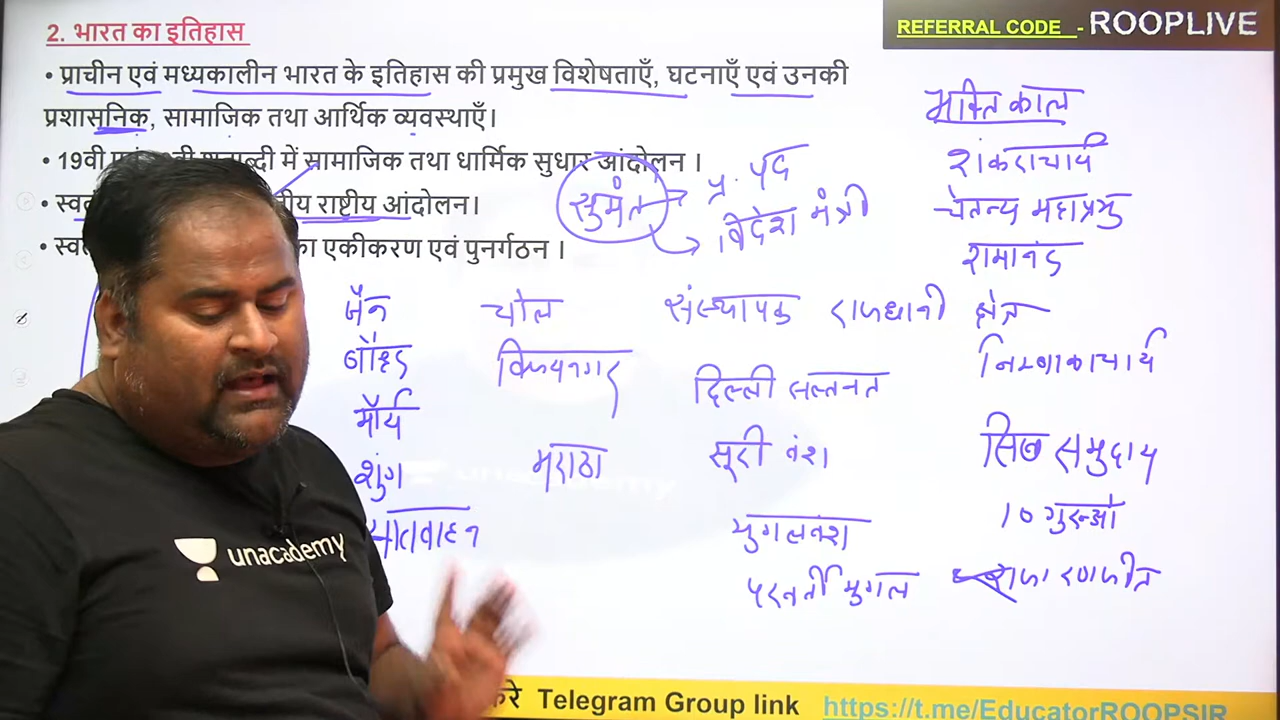 2. भारत का इतिहास
REFERRAL CODE - ROOPLIVE
• प्राचीन एवं मध्यकालीन भारत के इतिहास की प्रमुख विशेषताएँ, घटनाएँ एवं उनकी
प्रशासनिक, सामाजिक तथा आर्थिक व्यवस्थाएँ।
• 19वी में सामाजिक तथा धार्मिक सुधार आंदोलन ।
राष्टीय आंदोलन।
का एकीकरण एवं पुनर्गठन ।
सुमंत
प्र. पद
विदेश मंत्री
भक्ति काल
शंकराचार्य
चेतन्य महाप्रभु
रामानंद
जैन
बौद्ध
मौर्य
शुंग
सातवाहन
चोल
विजयनगर
मराठा
संस्थापक राजधानी क्षेत्र
दिल्ली सल्तनत
सूरी वंश
मुगलवंश
परवर्ती मुगल
निम्बाकाचार्य
सिख समुदाय
10 गुरुओ
राजा रणजीत
unacademy
Telegram Group link https://t.me/EducatorROOPSIR